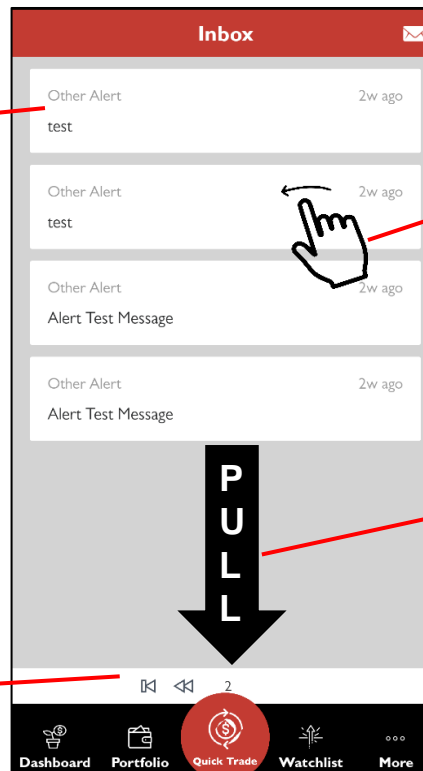 Inbox
Other Alert 2w ago
test
Other Alert 2w ago
test
Other Alert 2w ago
Alert Test Message
Other Alert 2w ago
Alert Test Message
P
U
L
L
2
Dashboard Portfolio Quick Trade Watchlist More